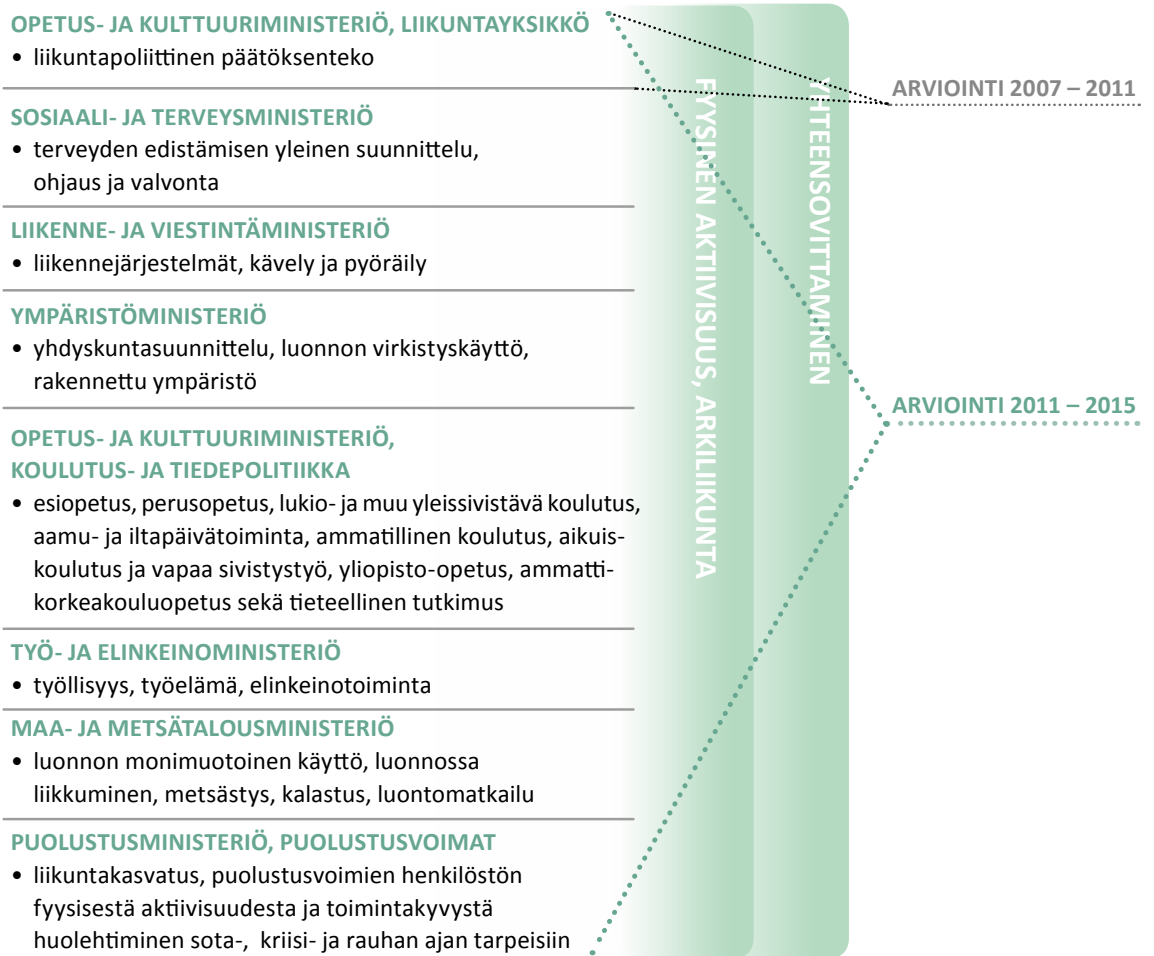 OPETUS- JA KULTTUURIMINISTERIÖ, LIIKUNTAYKSIKKÖ
• liikuntapoliittinen päätöksenteko
SOSIAALI- JA TERVEYSMINISTERIÖ
• terveyden edistämisen yleinen suunnittelu,
ohjaus ja valvonta
LIIKENNE- JA VIESTINTÄMINISTERIÖ
• liikennejärjestelmät, kävely ja pyöräily
YMPÄRISTÖMINISTERIÖ
• yhdyskuntasuunnittelu, luonnon virkistyskäyttö,
rakennettu ympäristö
OPETUS- JA KULTTUURIMINISTERIÖ,
KOULUTUS- JA TIEDEPOLITIIKKA
• esiopetus, perusopetus, lukio- ja muu yleissivistävä koulutus,
aamu- ja iltapäivätoiminta, ammatillinen koulutus, aikuis-
koulutus ja vapaa sivistystyö, yliopisto-opetus, ammatti-
korkeakouluopetus sekä tieteellinen tutkimus
TYÖ- JA ELINKEINOMINISTERIÖ
• työllisyys, työelämä, elinkeinotoiminta
MAA- JA METSÄTALOUSMINISTERIÖ
• luonnon monimuotoinen käyttö, luonnossa
liikkuminen, metsästys, kalastus, luontomatkailu
PUOLUSTUSMINISTERIÖ, PUOLUSTUSVOIMAT
• liikuntakasvatus, puolustusvoimien henkilöstön
fyysisestä aktiivisuudesta ja toimintakyvystä
huolehtiminen sota-, kriisi- ja rauhan ajan tarpeisiin
FYYSINEN AKTIIVISUUS, ARKILIIKUNTA
YHTEENSOVITTAMINEN
ARVIOINTI 2007 – 2011
ARVIOINTI 2011 – 2015